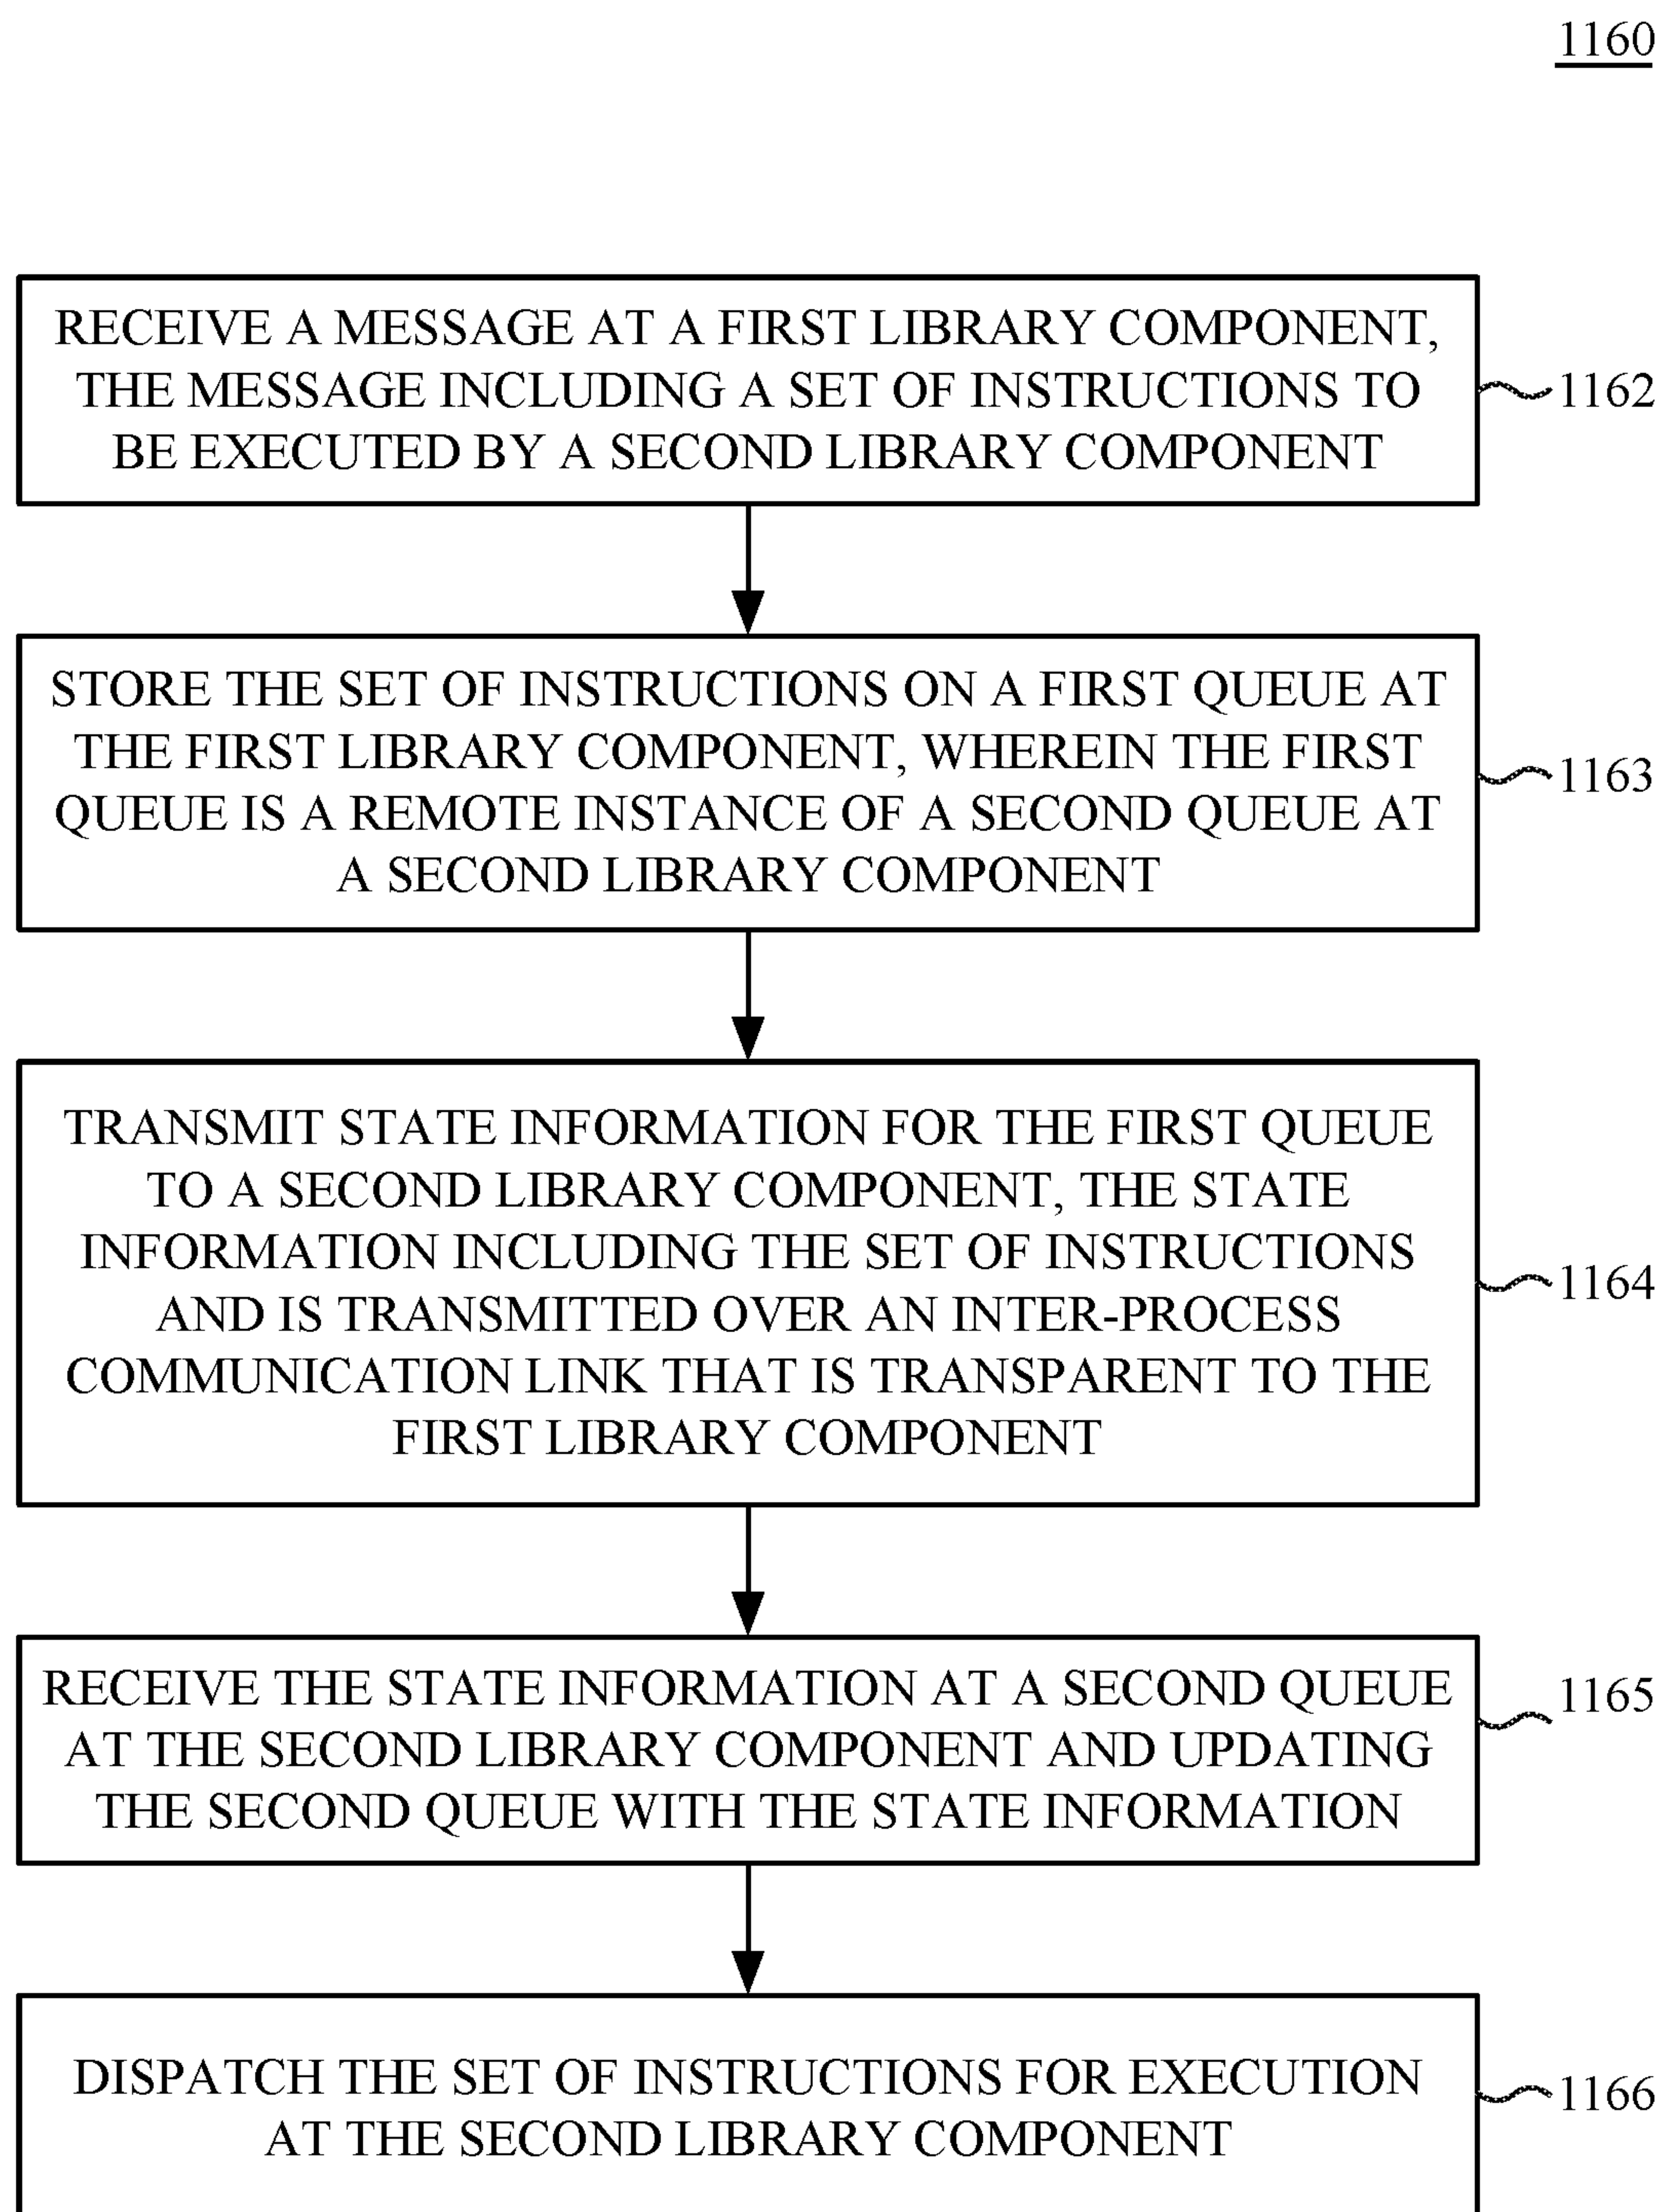 1160
RECEIVE A MESSAGE AT A FIRST LIBRARY COMPONENT,
THE MESSAGE INCLUDING A SET OF INSTRUCTIONS TO
BE EXECUTED BY A SECOND LIBRARY COMPONENT
1162
STORE THE SET OF INSTRUCTIONS ON A FIRST QUEUE AT
THE FIRST LIBRARY COMPONENT, WHEREIN THE FIRST
QUEUE IS A REMOTE INSTANCE OF A SECOND QUEUE AT
A SECOND LIBRARY COMPONENT
1163
TRANSMIT STATE INFORMATION FOR THE FIRST QUEUE
TO A SECOND LIBRARY COMPONENT, THE STATE
INFORMATION INCLUDING THE SET OF INSTRUCTIONS
AND IS TRANSMITTED OVER AN INTER-PROCESS
COMMUNICATION LINK THAT IS TRANSPARENT TO THE
FIRST LIBRARY COMPONENT
1164
RECEIVE THE STATE INFORMATION AT A SECOND QUEUE
AT THE SECOND LIBRARY COMPONENT AND UPDATING
THE SECOND QUEUE WITH THE STATE INFORMATION
1165
DISPATCH THE SET OF INSTRUCTIONS FOR EXECUTION
AT THE SECOND LIBRARY COMPONENT
1166